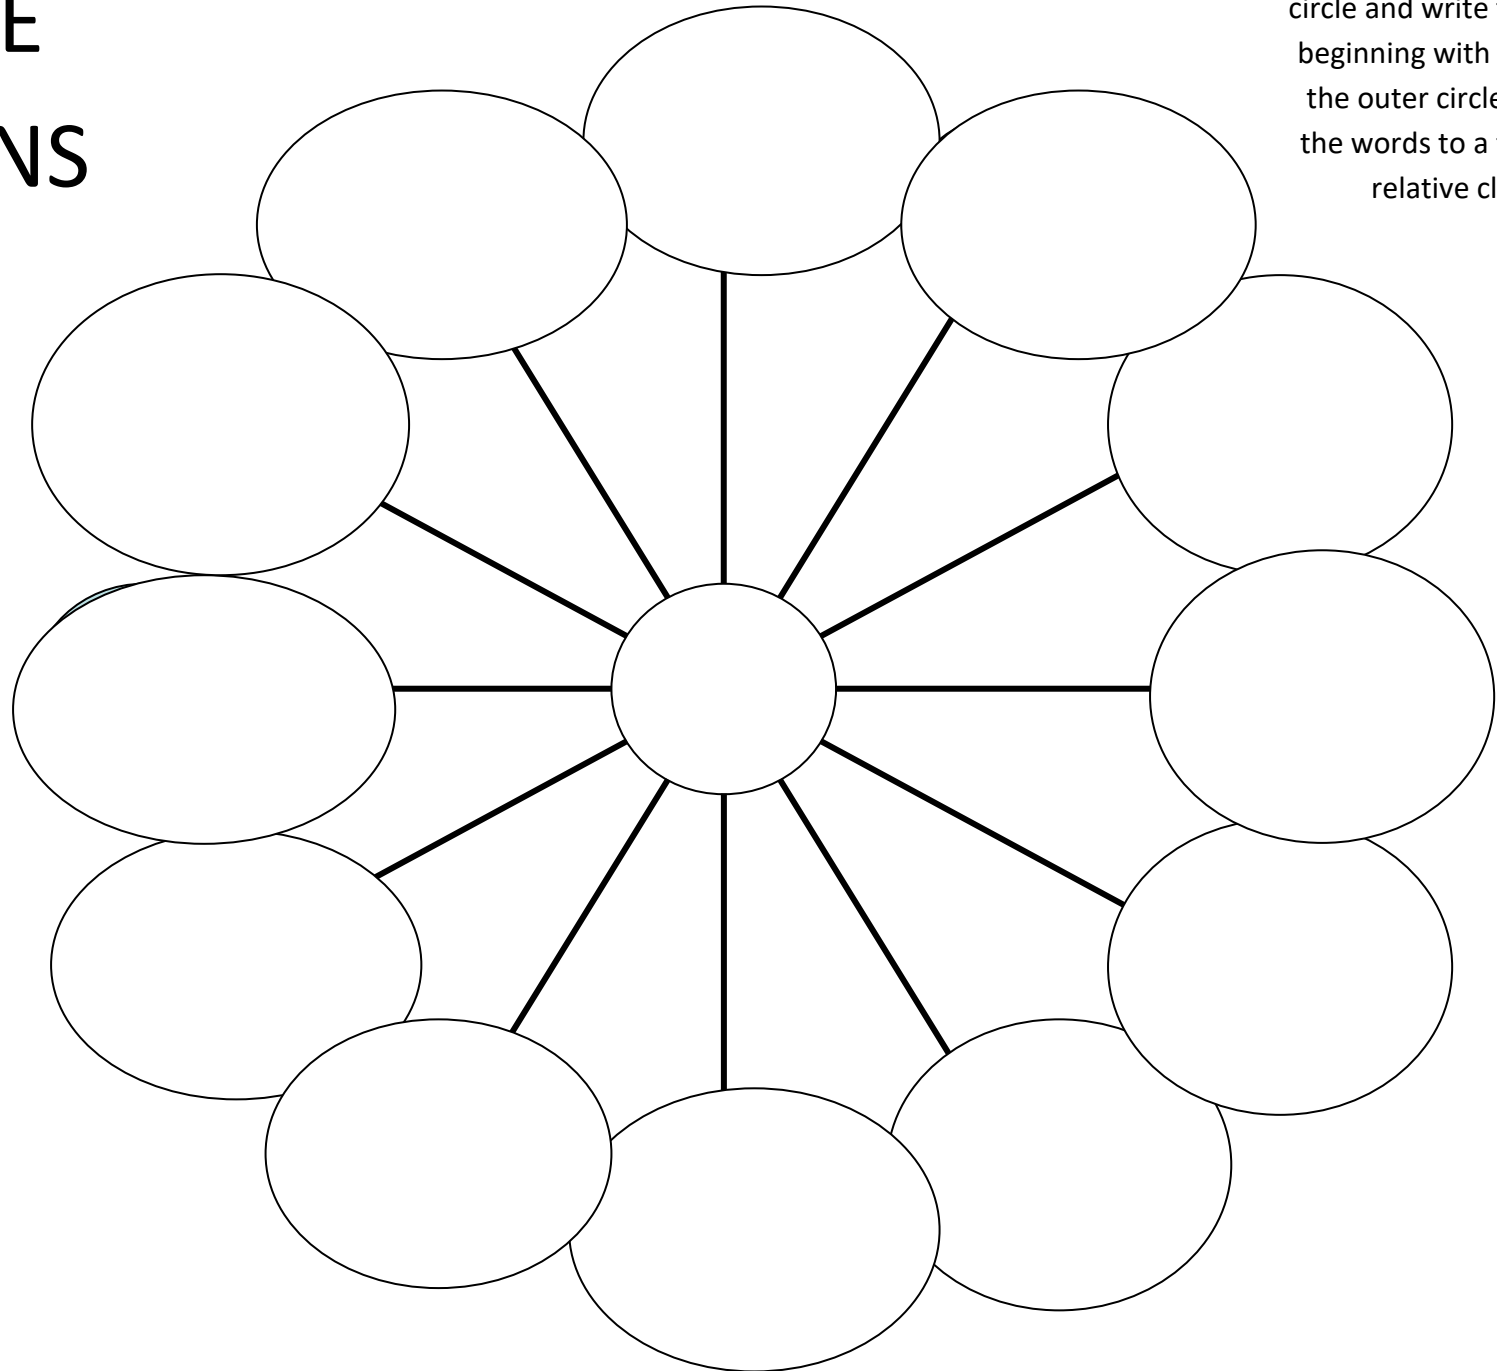 E
NS
circle and write
beginning with
the outer circle
the words to a
relative cl